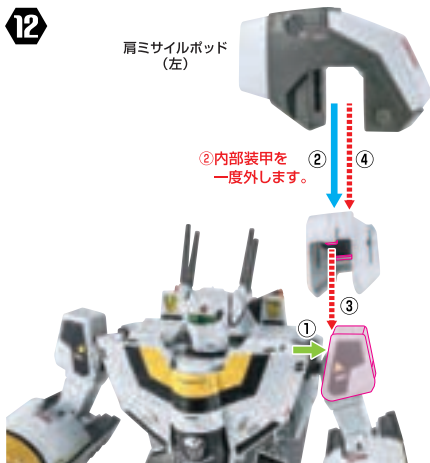 12
肩ミサイルポッド
（左）
②内部装甲を
一度外します。
② ④
③
①